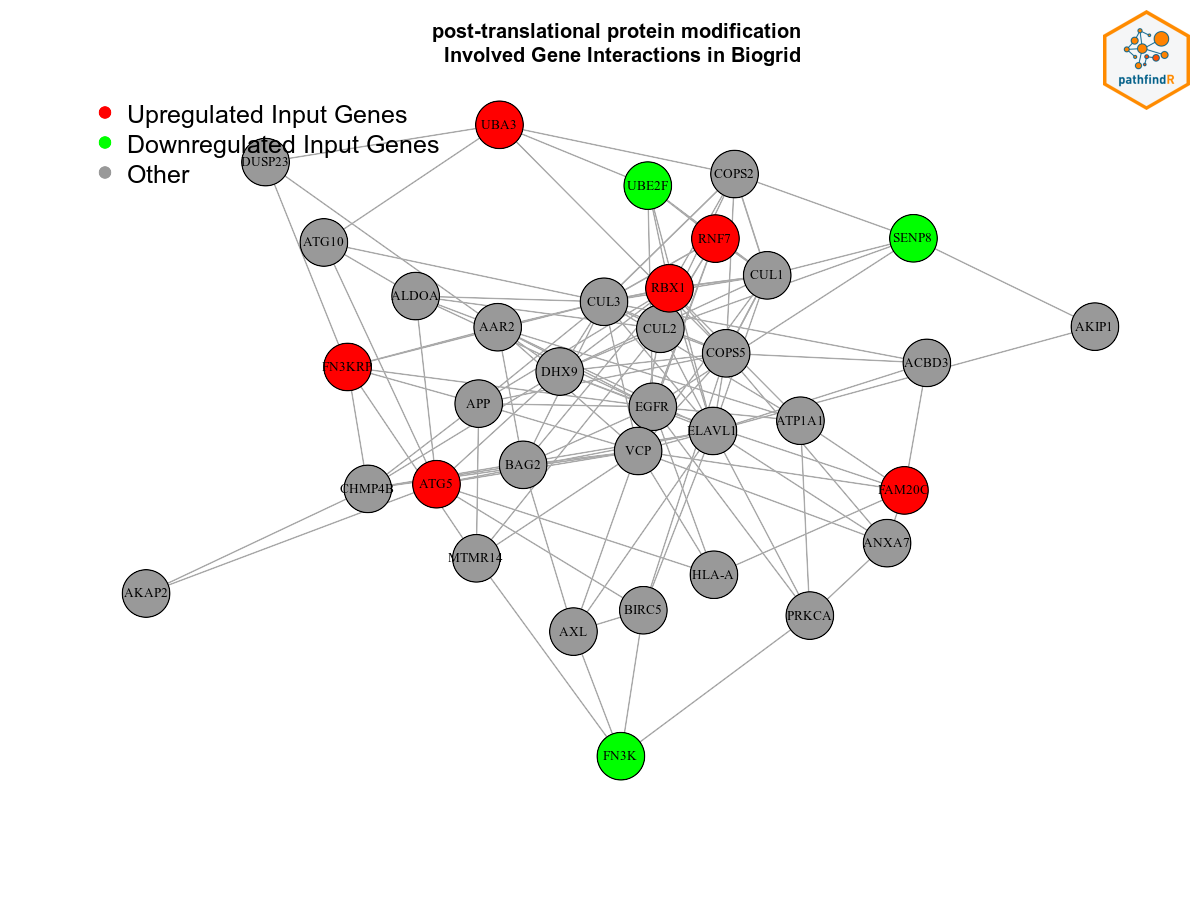 post-translational protein modification
Involved Gene Interactions in Biogrid
pathfindR
Upregulated Input Genes
Downregulated Input Genes
Other
UBA3
DUSP23
UBE2F
COPS2
ATG10
RNF7
SENP8
CUL1
ALDOA
CUL3
RBX1
AAR2
CUL2
AKIP1
COPS5
FN3KRP
DHX9
ACBD3
APP
EGFR
ATP1A1
ELAVL1
VCP
BAG2
CHMP4B
ATG5
FAM20C
ANXA7
MTMR14
HLA-A
AKAP2
BIRC5
PRKCA
AXL
FN3K